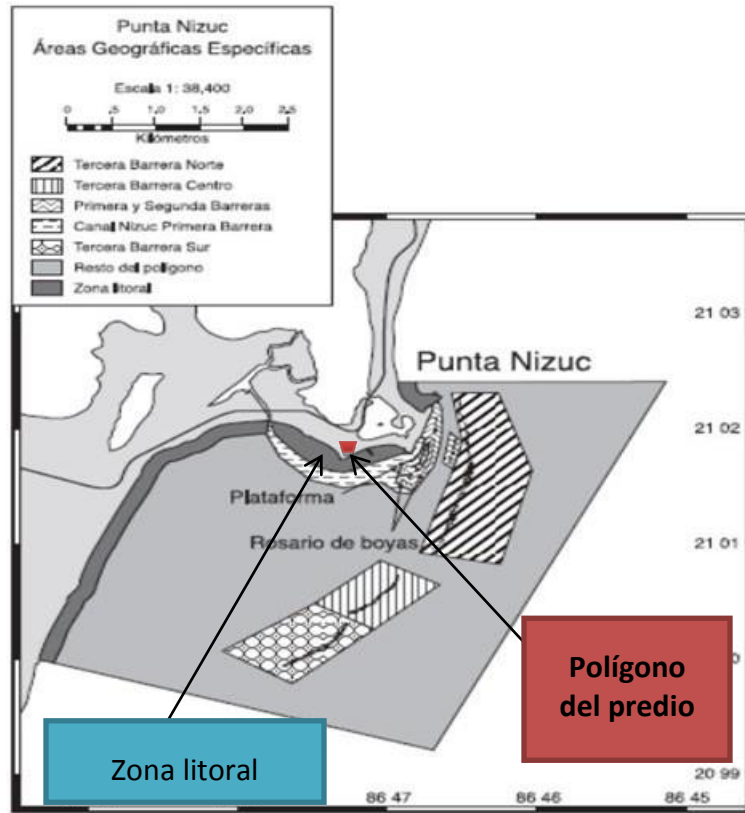 Punta Nizuc
Áreas Geográficas Específicas
Escala 1: 38,400
0 .5 1.0 1.5 2.0 2.5
Kilómetros
Tercera Barrera Norte
Tercera Barrera Centro
Primera y Segunda Barreras
Canal Nizuc Primera Barrera
Tercera Barrera Sur
Resto del polígono
Zona litoral
21 03
Punta Nizuc
21 02
Plataforma
Rosario de boyas
21 01
Polígono
del predio
0
Zona litoral
20 99
86 47 86 46 86 45